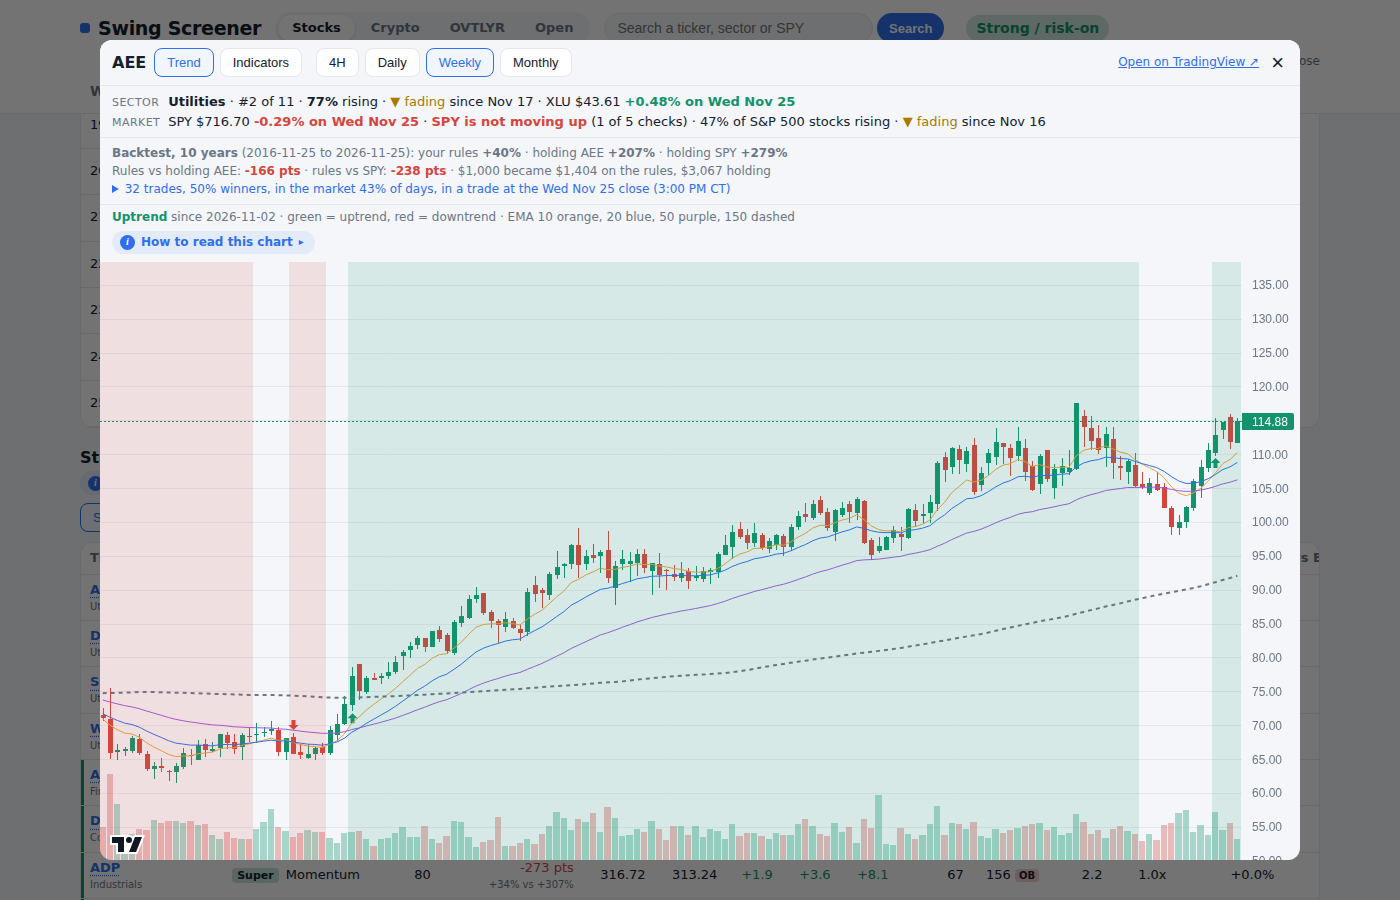 Swing Screener Stocks Crypto OVTLYR Open Search a ticker, sector or SPY Search Strong / risk-on
AEE Trend Indicators 4H Daily Weekly Monthly Open on TradingView ↗ ×
SECTOR Utilities · #2 of 11 · 77% rising · ▼ fading since Nov 17 · XLU $43.61 +0.48% on Wed Nov 25
MARKET SPY $716.70 -0.29% on Wed Nov 25 · SPY is not moving up (1 of 5 checks) · 47% of S&P 500 stocks rising · ▼ fading since Nov 16
Backtest, 10 years (2016-11-25 to 2026-11-25): your rules +40% · holding AEE +207% · holding SPY +279%
Rules vs holding AEE: -166 pts · rules vs SPY: -238 pts · $1,000 became $1,404 on the rules, $3,067 holding
▶ 32 trades, 50% winners, in the market 43% of days, in a trade at the Wed Nov 25 close (3:00 PM CT)
Uptrend since 2026-11-02 · green = uptrend, red = downtrend · EMA 10 orange, 20 blue, 50 purple, 150 dashed
i How to read this chart ▸
135.00
130.00
125.00
120.00
114.88
110.00
105.00
100.00
95.00
90.00
85.00
80.00
75.00
70.00
65.00
60.00
55.00
ADP Super Momentum 80 -273 pts 316.72 313.24 +1.9 +3.6 +8.1 67 156 OB 2.2 1.0x +0.0%
Industrials +34% vs +307%